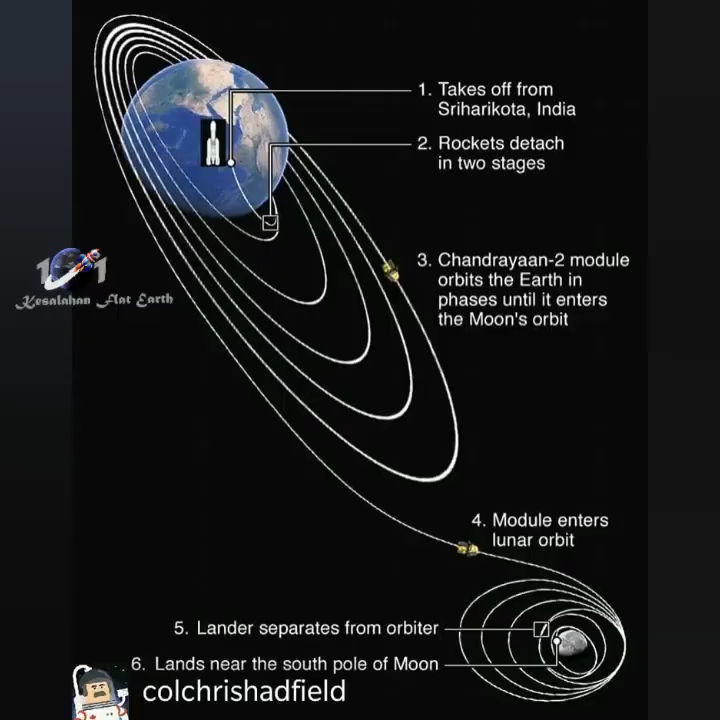 1. Takes off from
Sriharikota, India
2. Rockets detach
in two stages
3. Chandrayaan-2 module
orbits the Earth in
phases until it enters
the Moon's orbit
101
Kesalahan Flat Earth
4. Module enters
lunar orbit
5. Lander separates from orbiter
6. Lands near the south pole of Moon
colchrishadfield